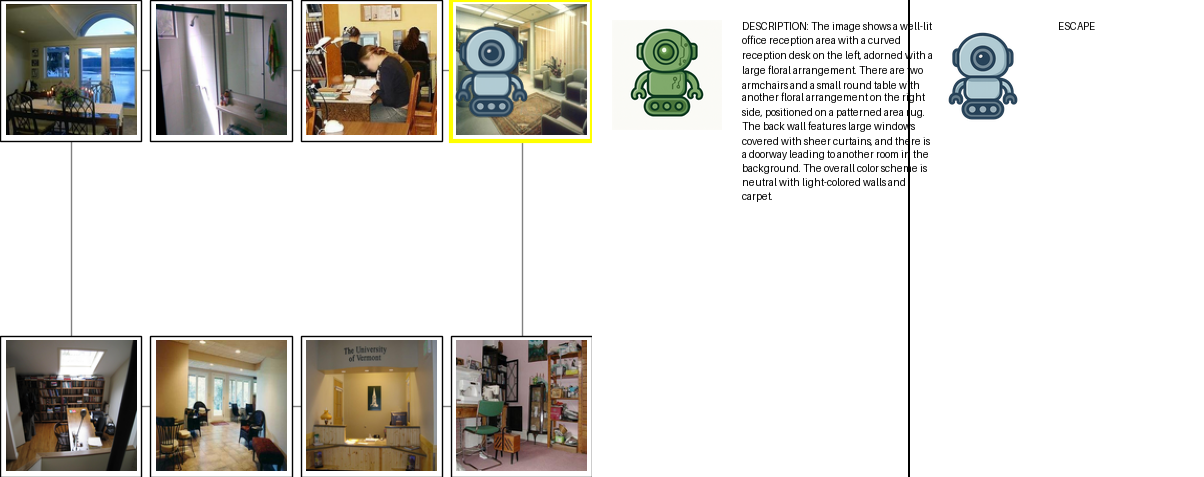 DESCRIPTION: The image shows a well-lit
office reception area with a curved
reception desk on the left, adorned with a
large floral arrangement. There are two
armchairs and a small round table with
another floral arrangement on the right
side, positioned on a patterned area rug.
The back wall features large windows
covered with sheer curtains, and there is
a doorway leading to another room in the
background. The overall color scheme is
neutral with light-colored walls and
carpet.
ESCAPE
The University
of Vermont